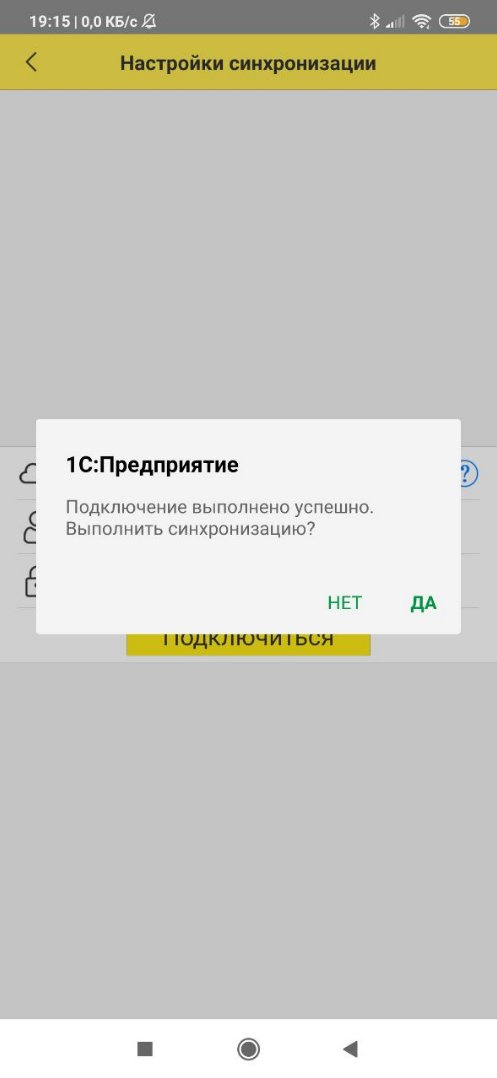 19:15 | 0,0 КБ/с
55
Настройки синхронизации
1С:Предприятие
Подключение выполнено успешно.
Выполнить синхронизацию?
?
НЕТ ДА
Подключиться